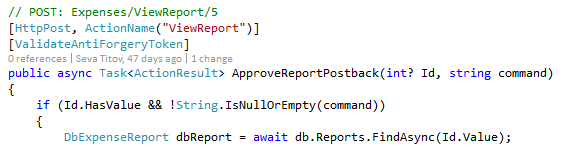 // POST: Expenses/ViewReport/5
[HttpPost, ActionName("ViewReport")]
[ValidateAntiForgeryToken]
0 references | Seva Titov, 47 days ago | 1 change
public async Task<ActionResult> ApproveReportPostback(int? Id, string command)
{
if (Id.HasValue && !String.IsNullOrEmpty(command))
{
DbExpenseReport dbReport = await db.Reports.FindAsync(Id.Value);